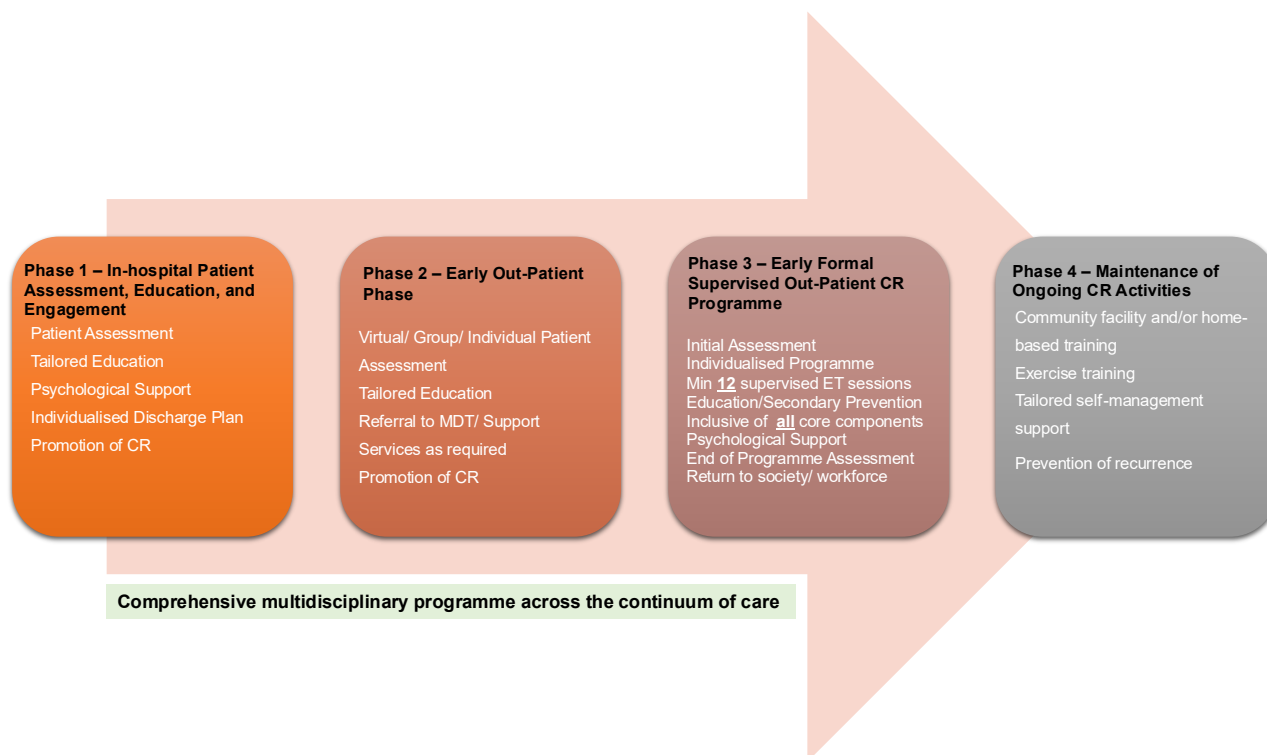 Phase 1 – In-hospital Patient
Assessment, Education, and
Engagement
Patient Assessment
Tailored Education
Psychological Support
Individualised Discharge Plan
Promotion of CR
Phase 2 – Early Out-Patient
Phase
Virtual/ Group/ Individual Patient
Assessment
Tailored Education
Referral to MDT/ Support
Services as required
Promotion of CR
Phase 3 – Early Formal
Supervised Out-Patient CR
Programme
Initial Assessment
Individualised Programme
Min 12 supervised ET sessions
Education/Secondary Prevention
Inclusive of all core components
Psychological Support
End of Programme Assessment
Return to society/ workforce
Phase 4 – Maintenance of
Ongoing CR Activities
Community facility and/or home-
based training
Exercise training
Tailored self-management
support
Prevention of recurrence
Comprehensive multidisciplinary programme across the continuum of care